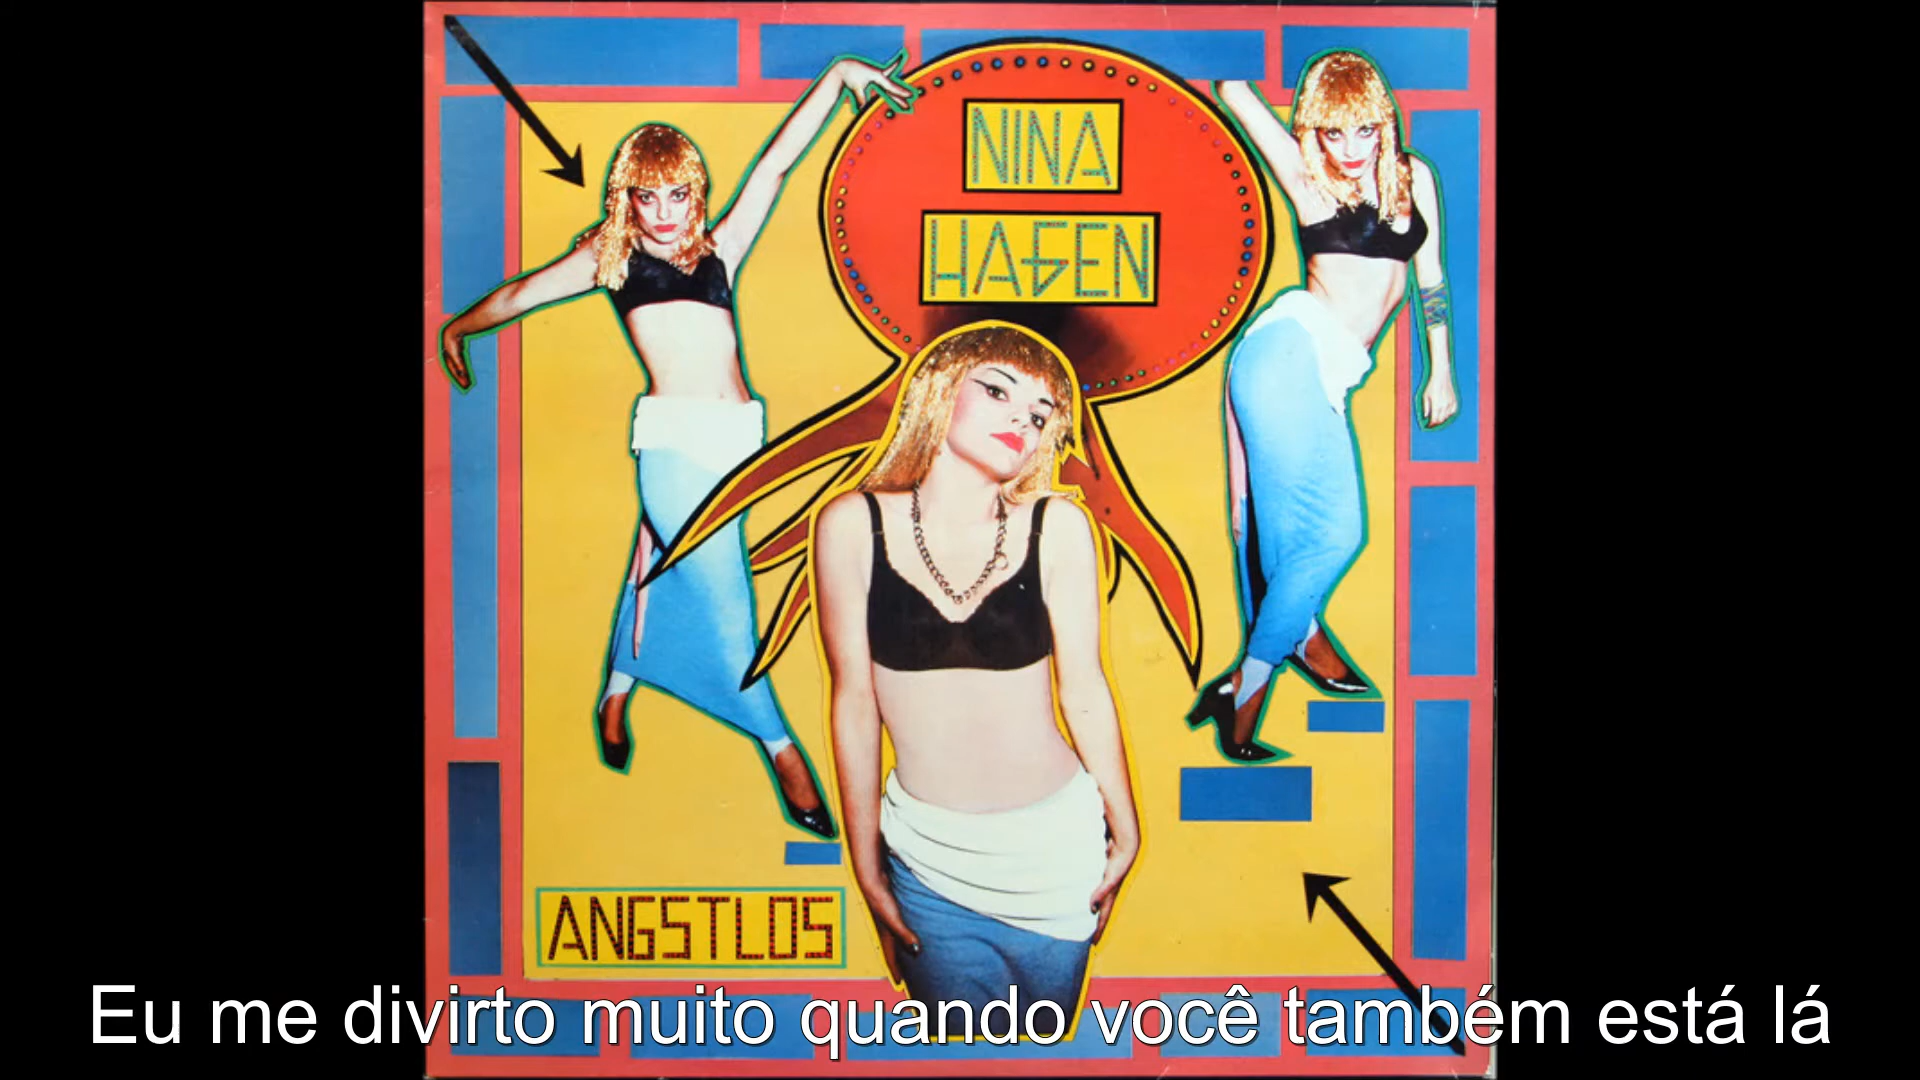 NINA
HAGEN
ANGSTLOS
Eu me divirto muito quando você também está lá